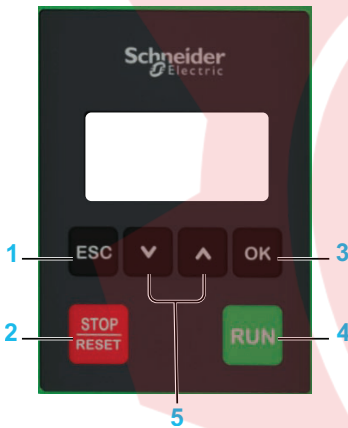 Schneider
Electric
1
ESC
OK
3
2
STOP
RESET
RUN
4
5